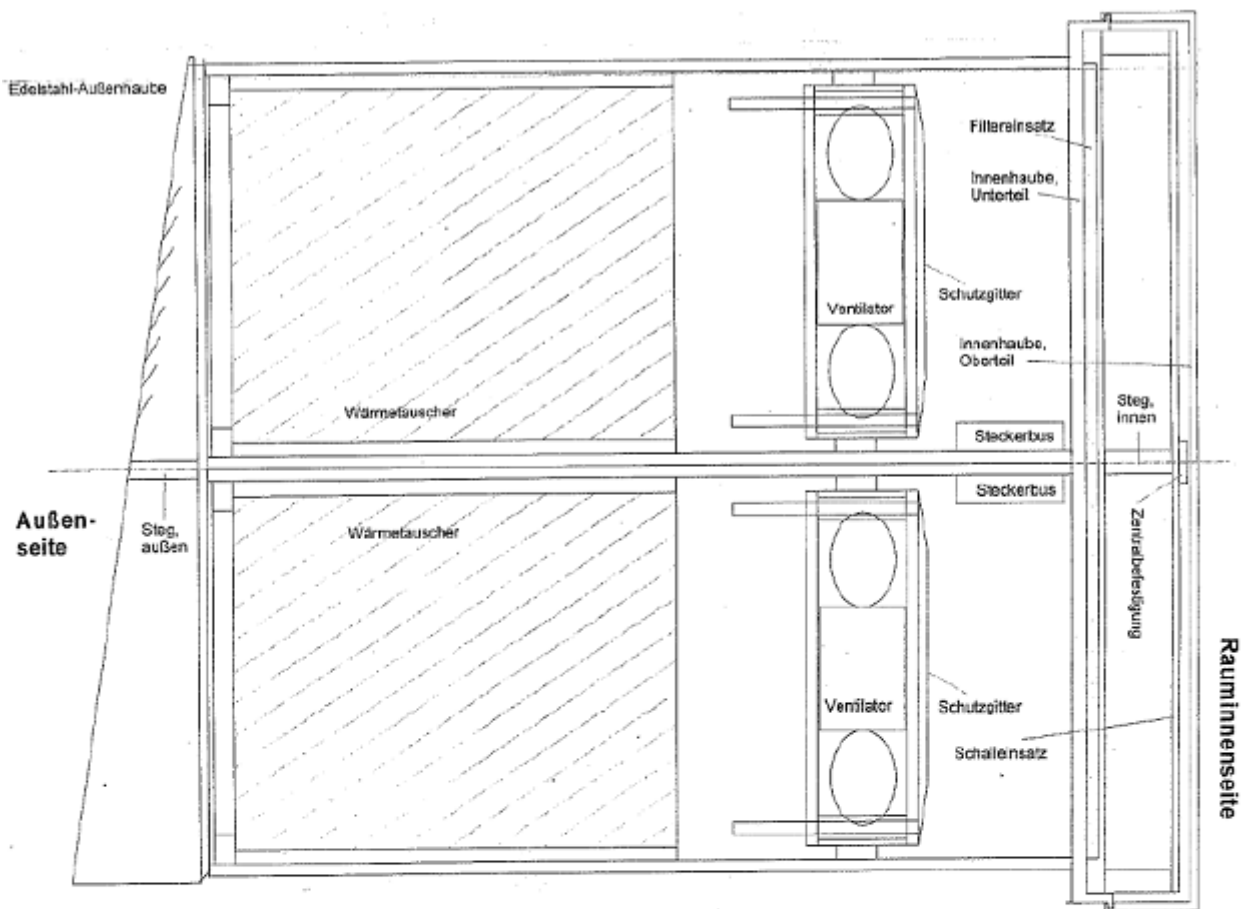 Edelstahl-Außenhaube
Filtereinsatz
Innenhaube,
Unterteil
Schutzgitter
Ventilator
Innenhaube,
Oberteil
Wärmetauscher
Steg,
innen
Steckerbus
Steckerbus
Außen-
seite
Steg,
außen
Wärmetauscher
Zentralbefestigung
Ventilator
Schutzgitter
Schalleinsatz
Rauminnenseite